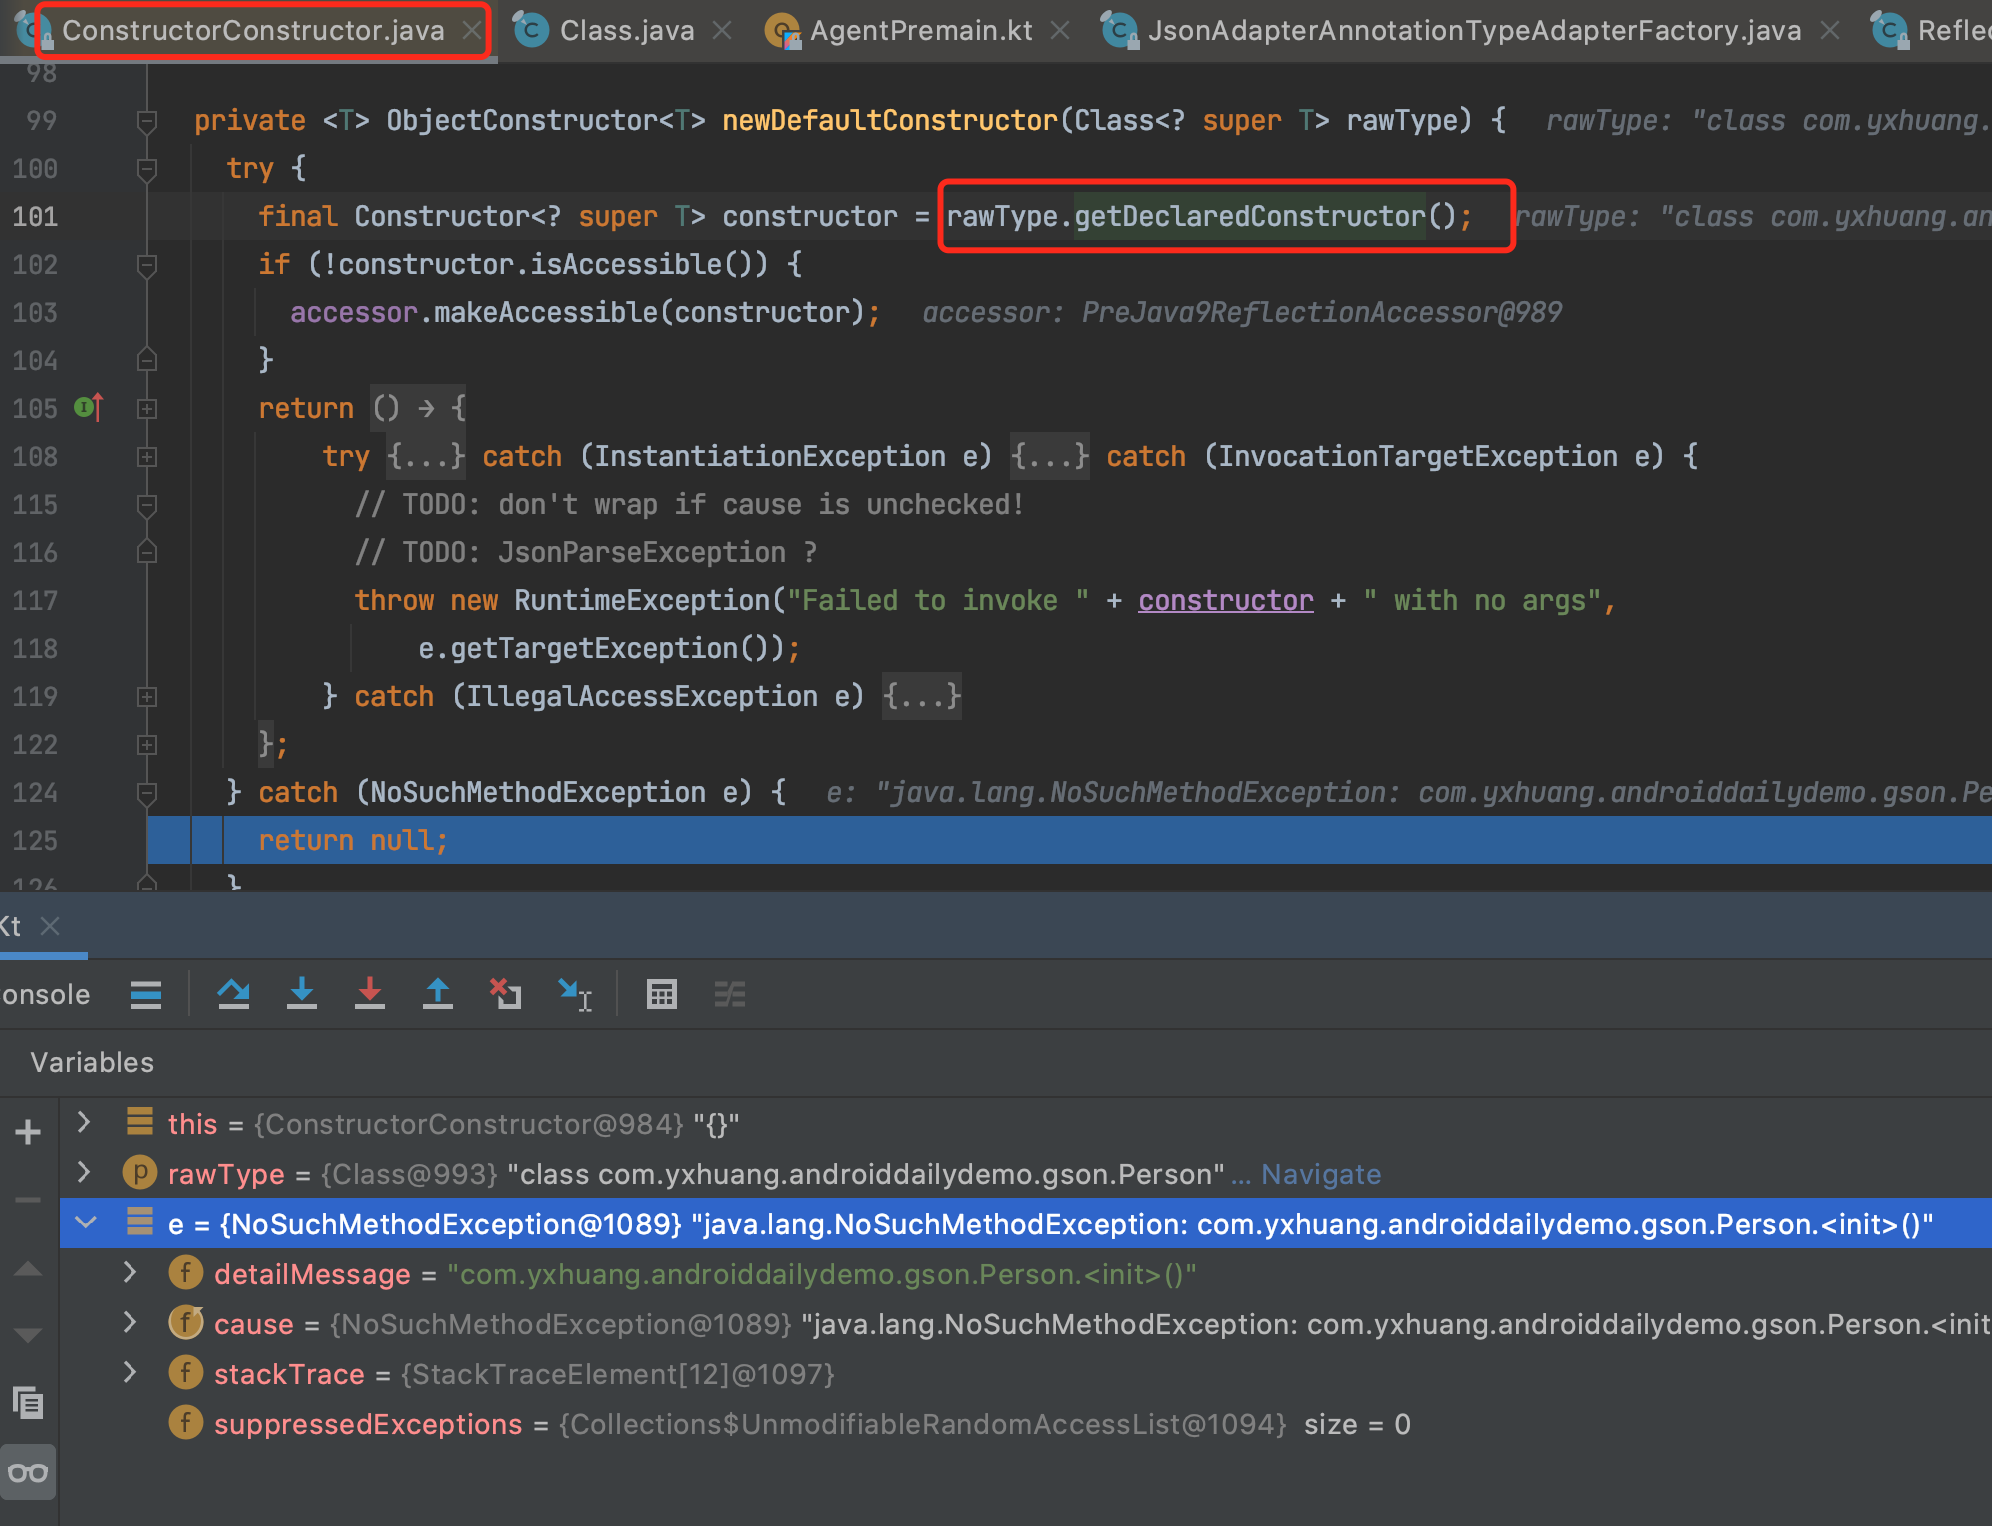 ConstructorConstructor.java Class.java AgentPremain.kt JsonAdapterAnnotationTypeAdapterFactory.java
98
99 private <T> ObjectConstructor<T> newDefaultConstructor(Class<? super T> rawType) { rawType: "class com.yxhuang.
100 try {
101 final Constructor<? super T> constructor = rawType.getDeclaredConstructor(); rawType: "class com.yxhuang.an
102 if (!constructor.isAccessible()) {
103 accessor.makeAccessible(constructor); accessor: PreJava9ReflectionAccessor@989
104 }
105 return () → {
108 try {...} catch (InstantiationException e) {...} catch (InvocationTargetException e) {
115 // TODO: don't wrap if cause is unchecked!
116 // TODO: JsonParseException ?
117 throw new RuntimeException("Failed to invoke " + constructor + " with no args",
118 e.getTargetException());
119 } catch (IllegalAccessException e) {...}
122 };
124 } catch (NoSuchMethodException e) { e: "java.lang.NoSuchMethodException: com.yxhuang.androiddailydemo.gson.Pe
125 return null;
126 }
Kt
onsole
Variables
this = {ConstructorConstructor@984} "{}"
rawType = {Class@993} "class com.yxhuang.androiddailydemo.gson.Person" ... Navigate
e = {NoSuchMethodException@1089} "java.lang.NoSuchMethodException: com.yxhuang.androiddailydemo.gson.Person.<init>()"
detailMessage = "com.yxhuang.androiddailydemo.gson.Person.<init>()"
cause = {NoSuchMethodException@1089} "java.lang.NoSuchMethodException: com.yxhuang.androiddailydemo.gson.Person.<init
stackTrace = {StackTraceElement[12]@1097}
suppressedExceptions = {Collections$UnmodifiableRandomAccessList@1094} size = 0